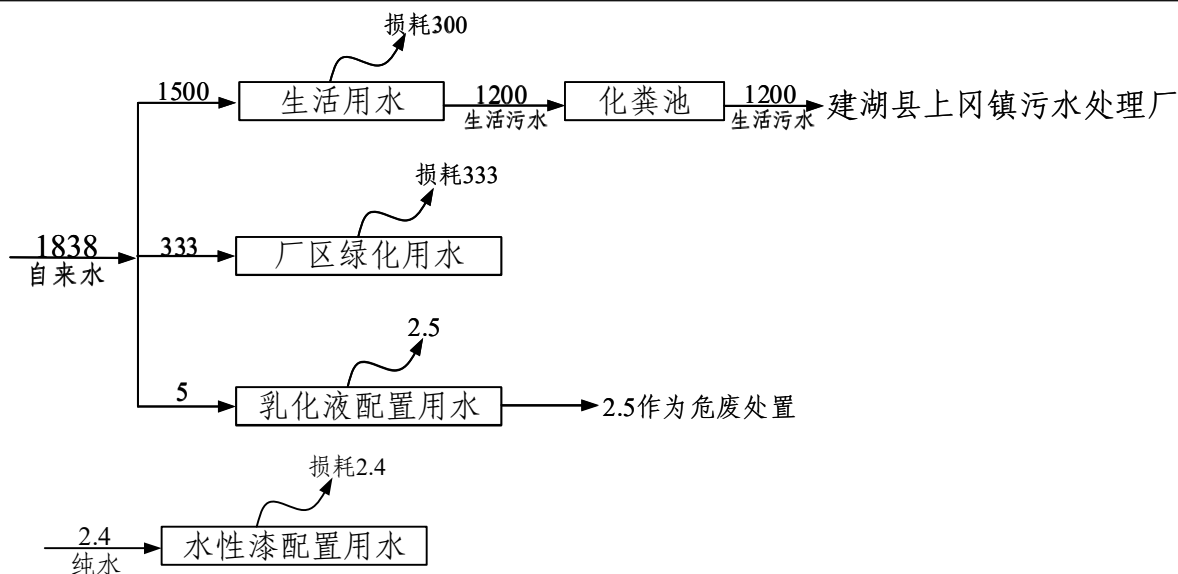 损耗300
1500
生活用水
1200
生活污水
化粪池
1200
生活污水
建湖县上冈镇污水处理厂
损耗333
1838
自来水
333
厂区绿化用水
2.5
5
乳化液配置用水
2.5作为危废处置
损耗2.4
2.4
纯水
水性漆配置用水